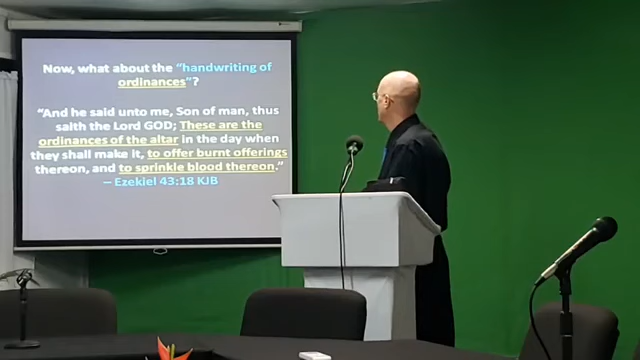 Now, what about the “handwriting of
ordinances”?
“And he said unto me, Son of man, thus
saith the Lord GOD; These are the
ordinances of the altar in the day when
they shall make it, to offer burnt offerings
thereon, and to sprinkle blood thereon.”
– Ezekiel 43:18 KJB